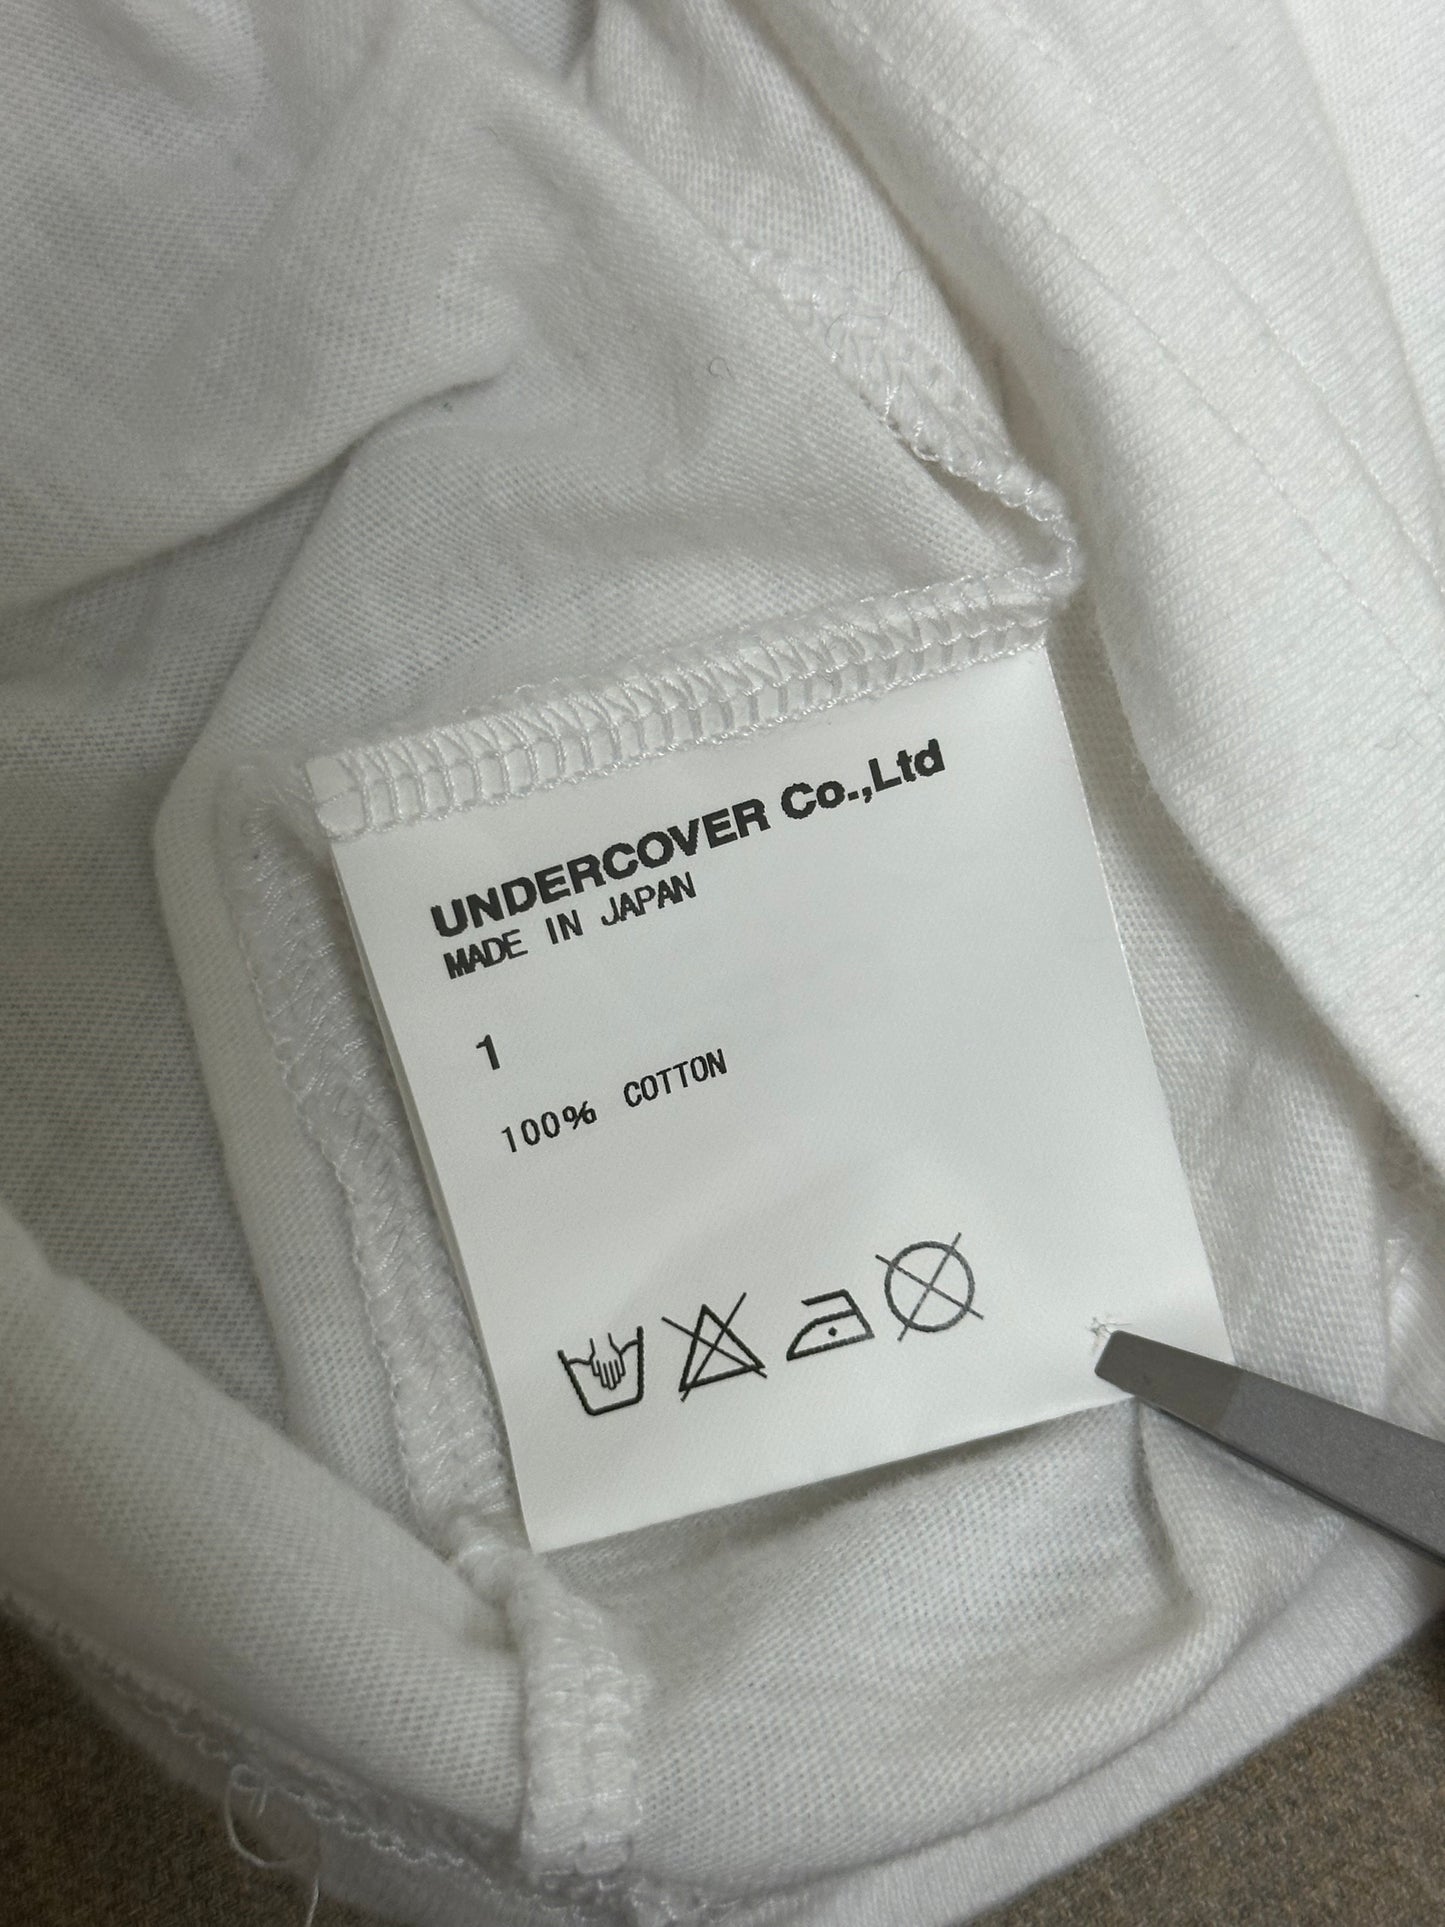 UNDERCOVER Co.,Ltd
MADE IN JAPAN
1
100% COTTON